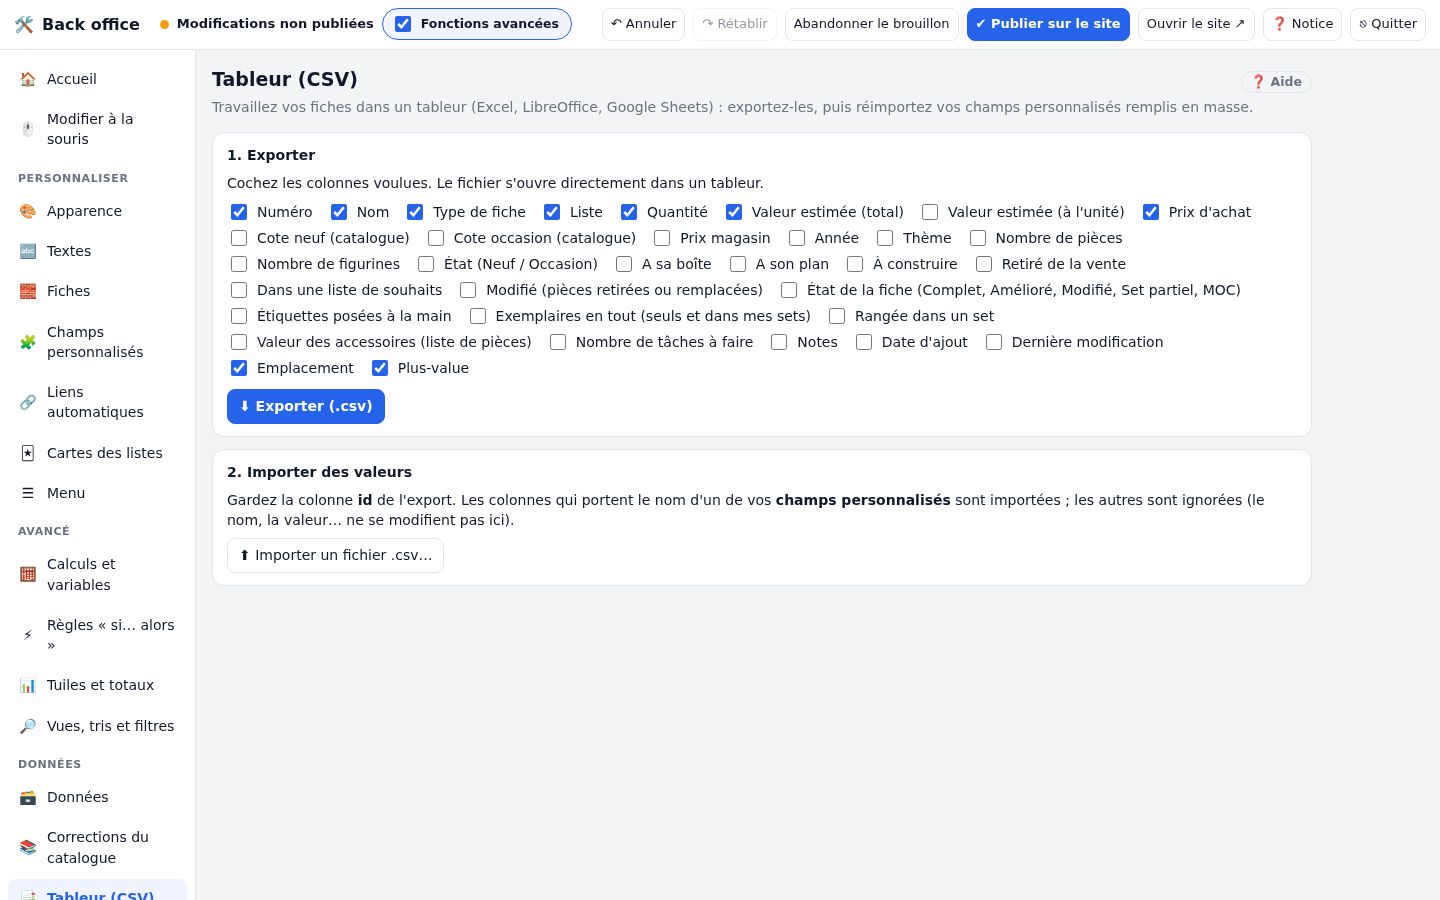 🛠️ Back office
Modifications non publiées
Fonctions avancées
↶ Annuler
↷ Rétablir
Abandonner le brouillon
✔ Publier sur le site
Ouvrir le site ↗
❓ Notice
⎋ Quitter
🏠 Accueil
🖱️ Modifier à la
souris
PERSONNALISER
🎨 Apparence
🔤 Textes
🧱 Fiches
🧩 Champs
personnalisés
🔗 Liens
automatiques
🃏 Cartes des listes
☰ Menu
AVANCÉ
🧮 Calculs et
variables
⚡ Règles « si… alors
»
📊 Tuiles et totaux
🔎 Vues, tris et filtres
DONNÉES
🗃️ Données
📚 Corrections du
catalogue
📑 Tableur (CSV)
Tableur (CSV)
❓ Aide
Travaillez vos fiches dans un tableur (Excel, LibreOffice, Google Sheets) : exportez-les, puis réimportez vos champs personnalisés remplis en masse.
1. Exporter
Cochez les colonnes voulues. Le fichier s'ouvre directement dans un tableur.
Numéro Nom Type de fiche Liste Quantité Valeur estimée (total) Valeur estimée (à l'unité) Prix d'achat
Cote neuf (catalogue) Cote occasion (catalogue) Prix magasin Année Thème Nombre de pièces
Nombre de figurines État (Neuf / Occasion) A sa boîte A son plan À construire Retiré de la vente
Dans une liste de souhaits Modifié (pièces retirées ou remplacées) État de la fiche (Complet, Amélioré, Modifié, Set partiel, MOC)
Étiquettes posées à la main Exemplaires en tout (seuls et dans mes sets) Rangée dans un set
Valeur des accessoires (liste de pièces) Nombre de tâches à faire Notes Date d'ajout Dernière modification
Emplacement Plus-value
⬇ Exporter (.csv)
2. Importer des valeurs
Gardez la colonne id de l'export. Les colonnes qui portent le nom d'un de vos champs personnalisés sont importées ; les autres sont ignorées (le
nom, la valeur… ne se modifient pas ici).
⬆ Importer un fichier .csv…